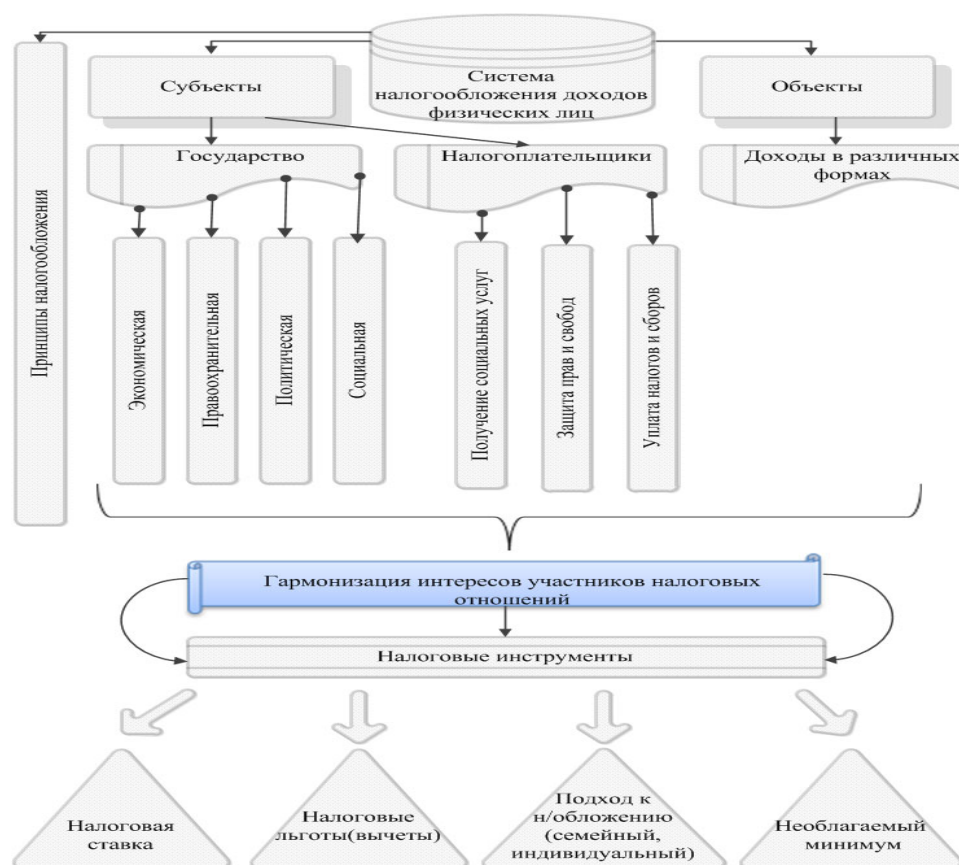 Система
налогообложения доходов
физических лиц
Субъекты
Объекты
Принципы налогообложения
Государство
Налогоплательщики
Доходы в различных
формах
Экономическая
Правоохранительная
Политическая
Социальная
Получение социальных услуг
Защита прав и свобод
Уплата налогов и сборов
Гармонизация интересов участников налоговых
отношений
Налоговые инструменты
Налоговая
ставка
Налоговые
льготы(вычеты)
Подход к
н/обложению
(семейный,
индивидуальный)
Необлагаемый
минимум